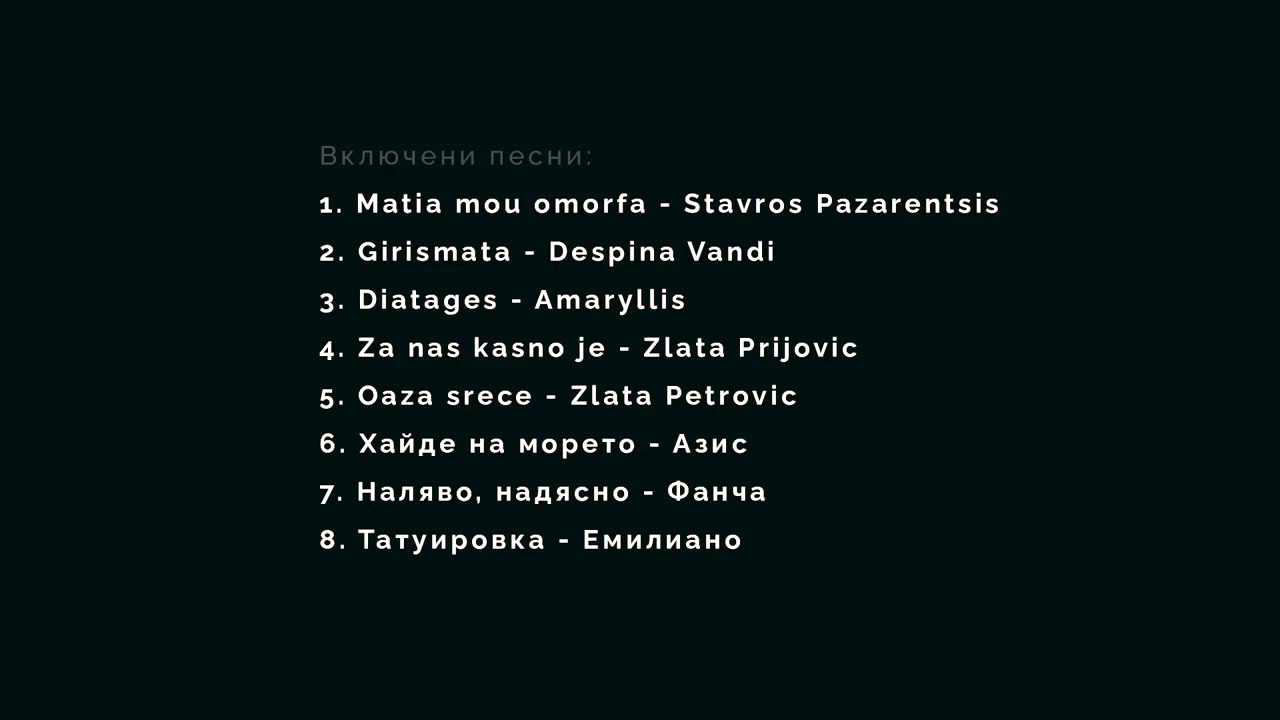 Включени песни:
1. Matia mou omorfa - Stavros Pazarentsis
2. Girismata - Despina Vandi
3. Diatages - Amaryllis
4. Za nas kasno je - Zlata Prijovic
5. Oaza srece - Zlata Petrovic
6. Хайде на морето - Азис
7. Наляво, надясно - Фанча
8. Татуировка - Емилиано